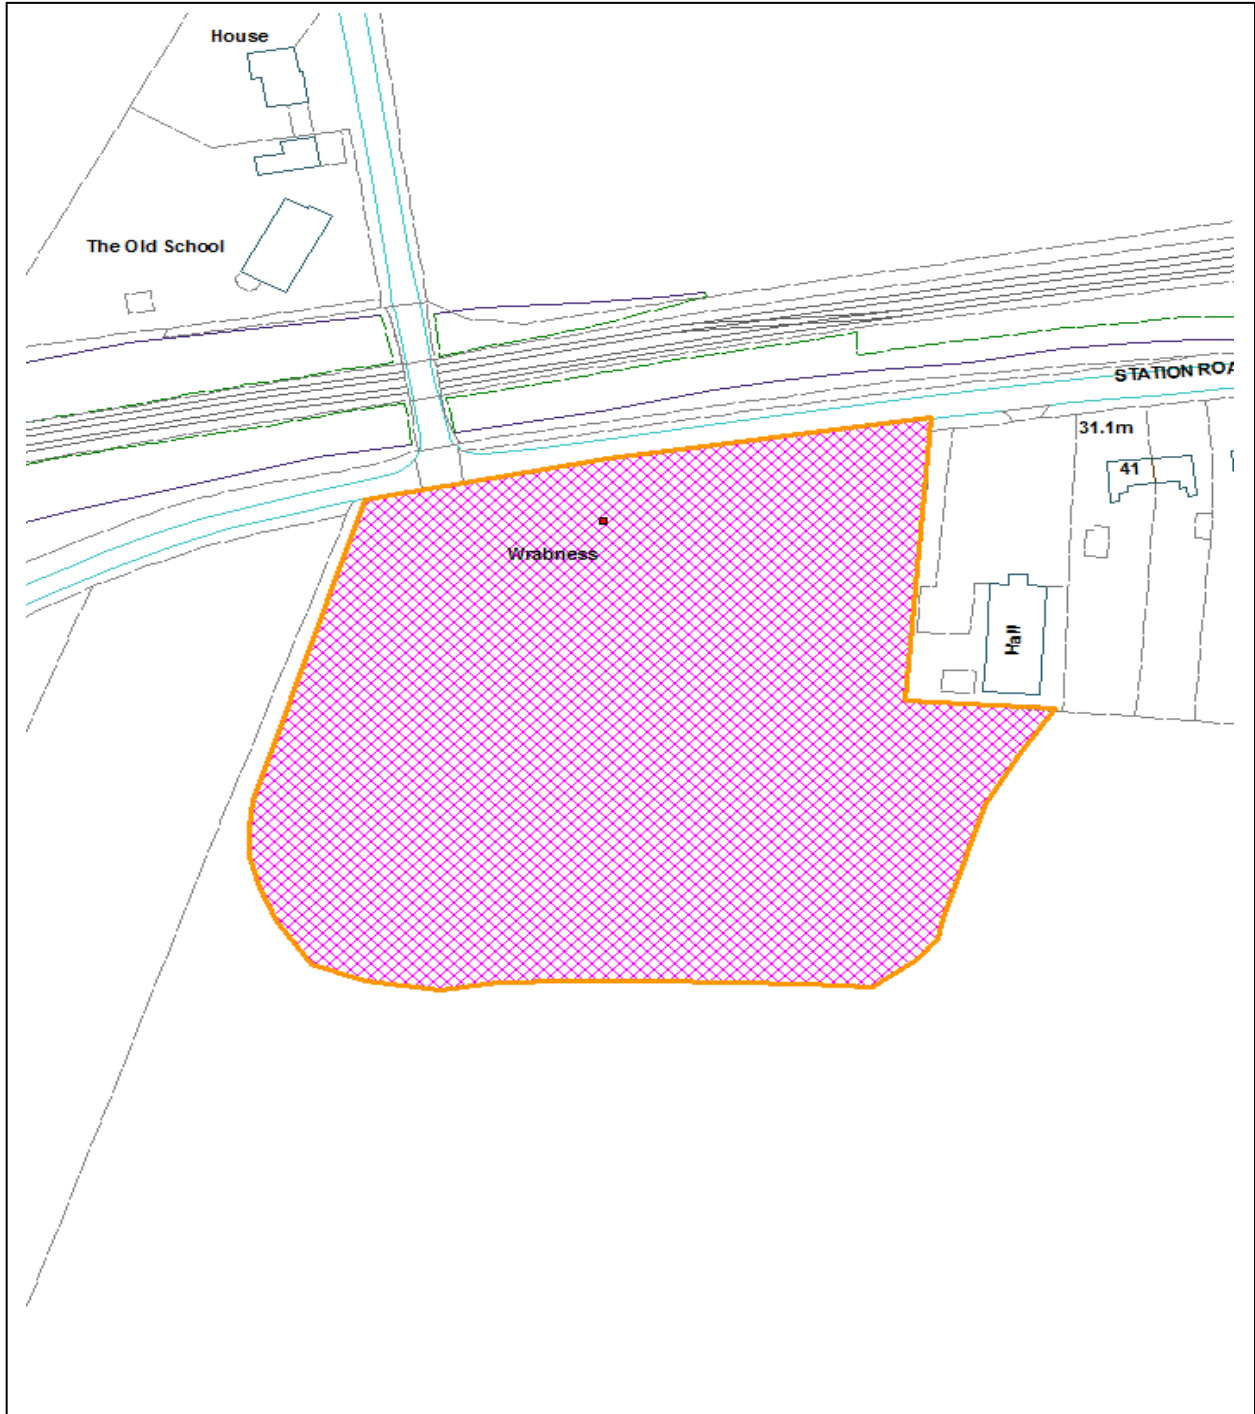 House
The Old School
STATION ROA
31.1m
41
Wrabness
Hall